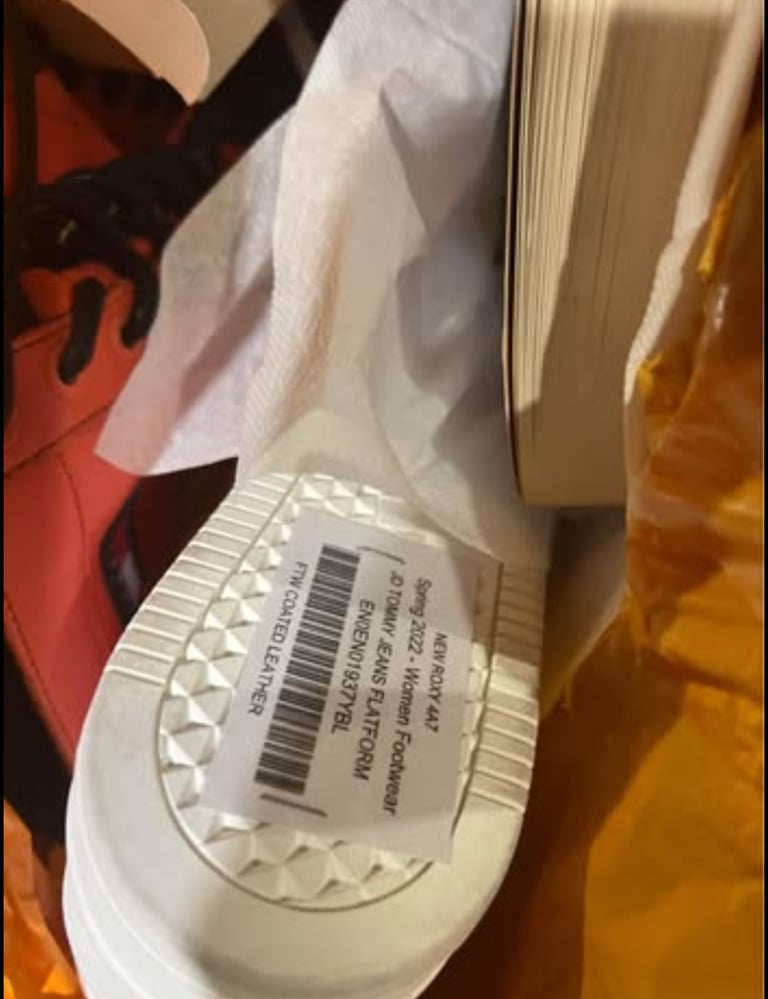 NEW ROXY 4A7
Spring 2022 - Women Footwear
JD TOMMY JEANS FLATFORM
EN0EN01937YBL
FTW COATED LEATHER